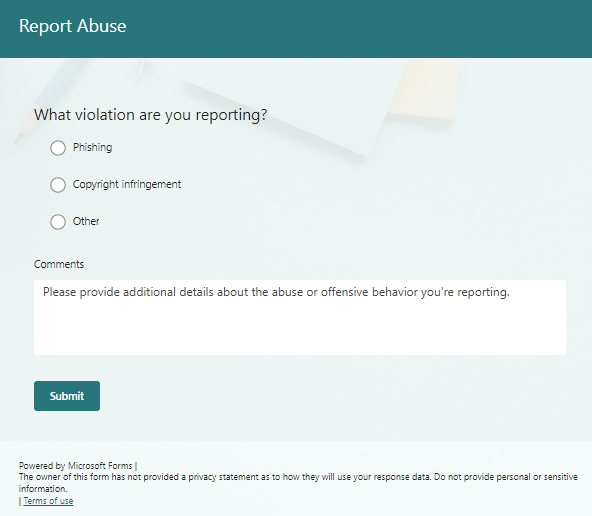 Report Abuse
What violation are you reporting?
Phishing
Copyright infringement
Other
Comments
Please provide additional details about the abuse or offensive behavior you're reporting.
Submit
Powered by Microsoft Forms |
The owner of this form has not provided a privacy statement as to how they will use your response data. Do not provide personal or sensitive
information.
| Terms of use